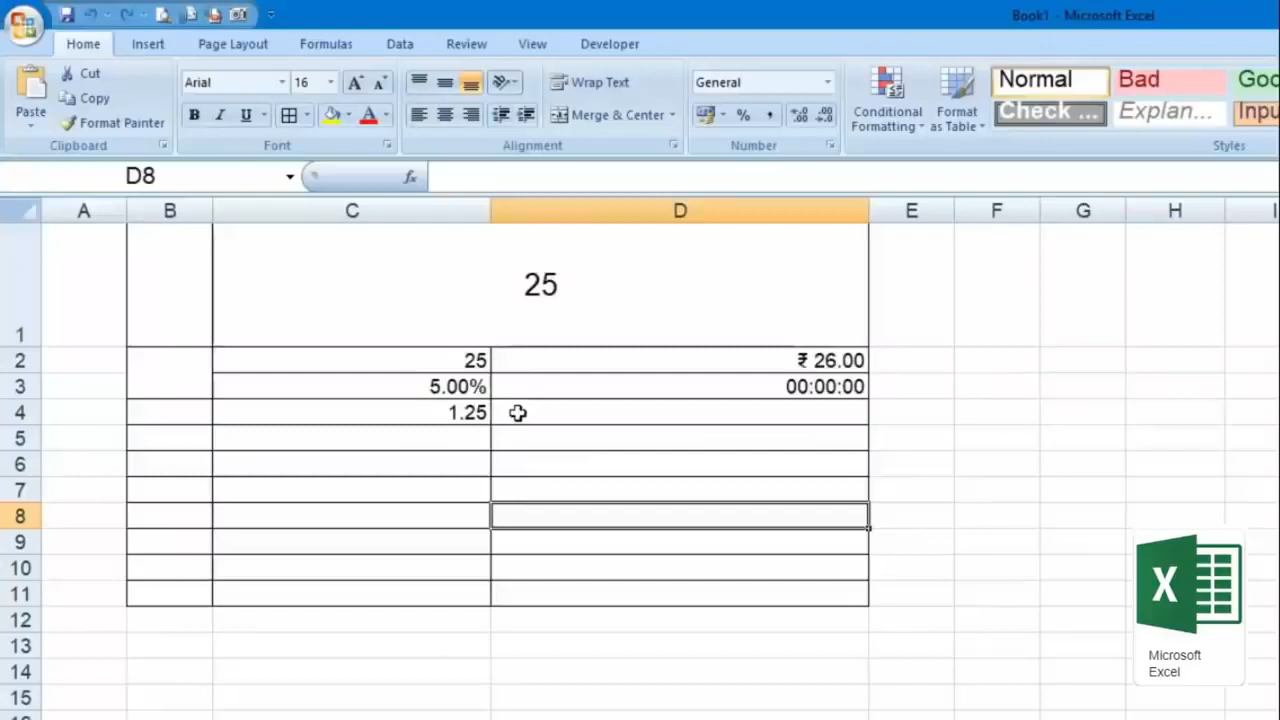 Book1 - Microsoft Excel
Home Insert Page Layout Formulas Data Review View Developer
Paste
Cut
Copy
Format Painter
Clipboard
Arial 16
B I U
Font
Wrap Text
Merge & Center
Alignment
General
Number
Conditional Formatting
Format as Table
Normal Bad Goo
Check ... Explan... Inpu
Styles
D8
fx
A B C D E F G H I
1 25
2 25 ₹ 26.00
3 5.00% 00:00:00
4 1.25
5
6
7
8
9
10
11
12
13
14
15
Microsoft
Excel